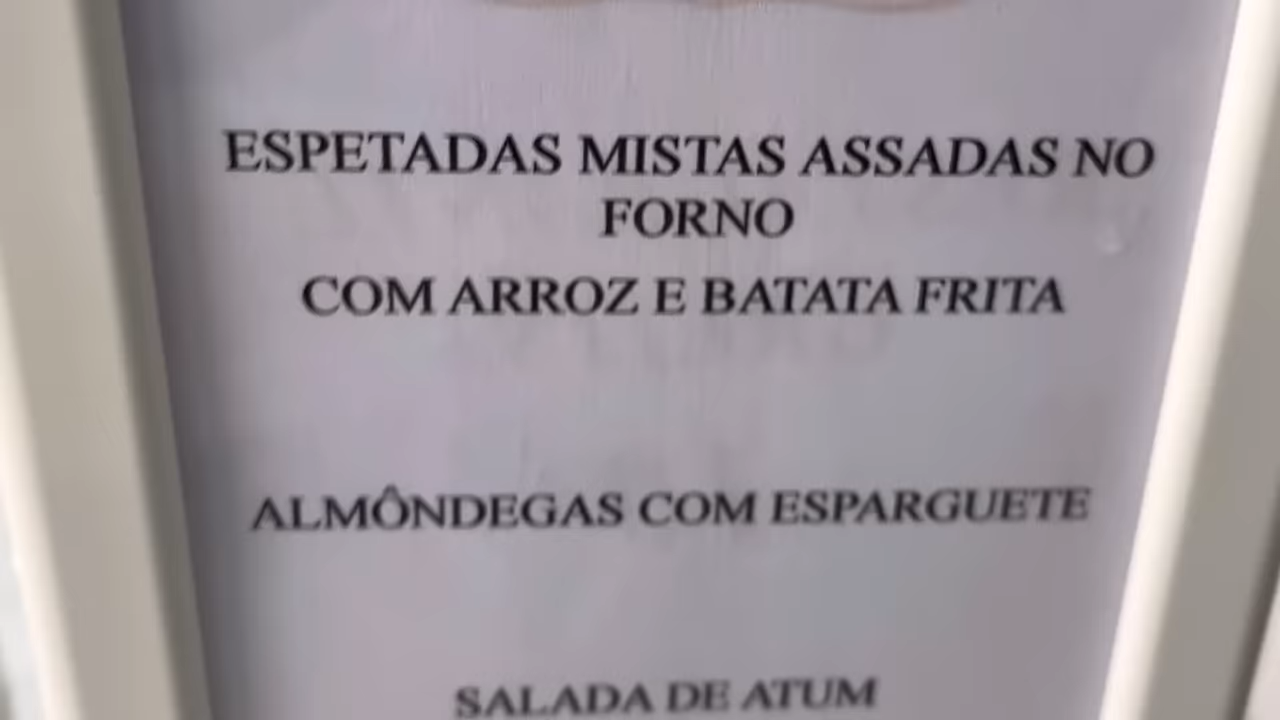 ESPETADAS MISTAS ASSADAS NO
FORNO
COM ARROZ E BATATA FRITA
ALMÔNDEGAS COM ESPARGUETE
SALADA DE ATUM